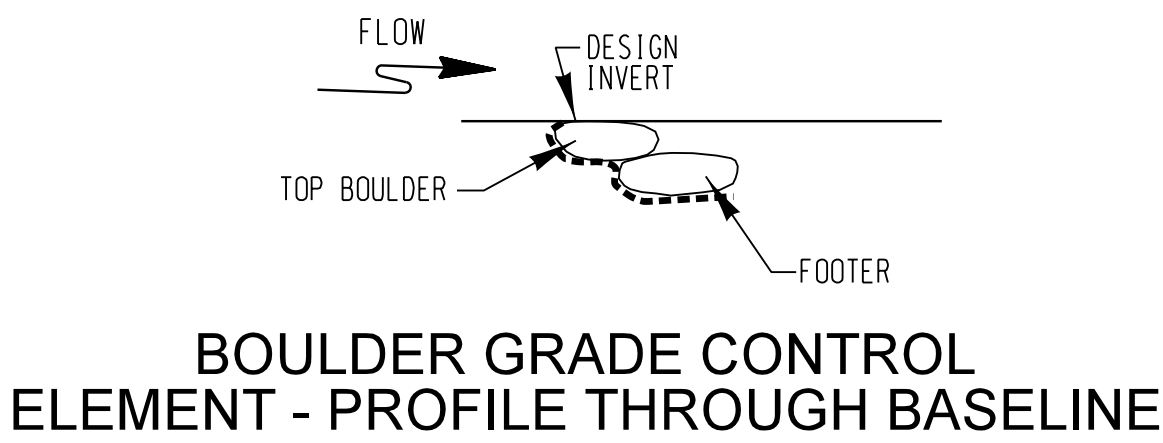 FLOW
DESIGN
INVERT
TOP BOULDER
FOOTER
BOULDER GRADE CONTROL
ELEMENT - PROFILE THROUGH BASELINE